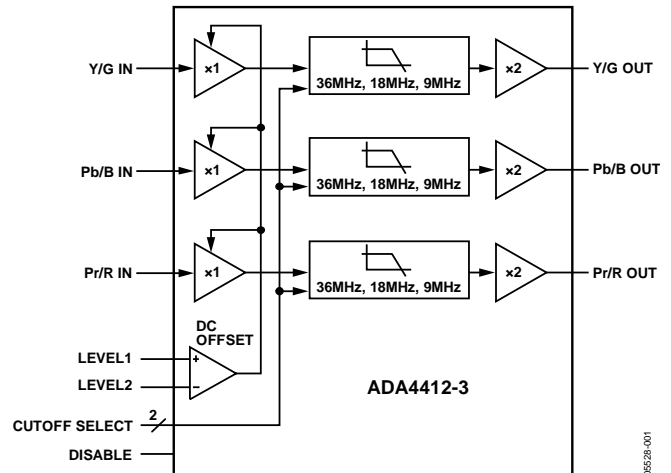 Y/G IN
×1
36MHz, 18MHz, 9MHz
×2
Y/G OUT
Pb/B IN
×1
36MHz, 18MHz, 9MHz
×2
Pb/B OUT
Pr/R IN
×1
36MHz, 18MHz, 9MHz
×2
Pr/R OUT
DC
OFFSET
LEVEL1
+
LEVEL2
–
ADA4412-3
CUTOFF SELECT
2
DISABLE
05528-001